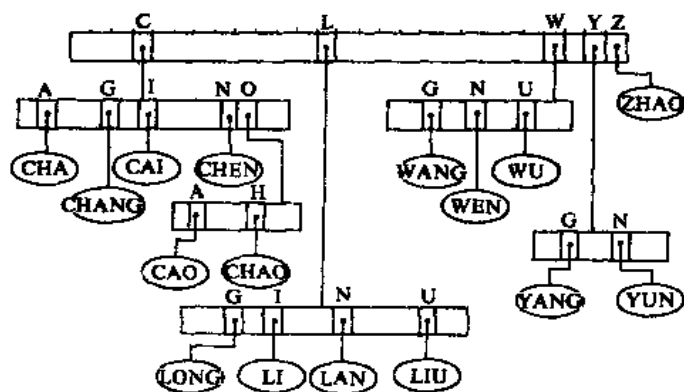 C L W Y Z
A G I N O G N U ZHAO
CHA CAI CHEN WANG WU
CHANG WEN
A H G N
CAO CHAO YANG YUN
G I N U
LONG LI LAN LIU